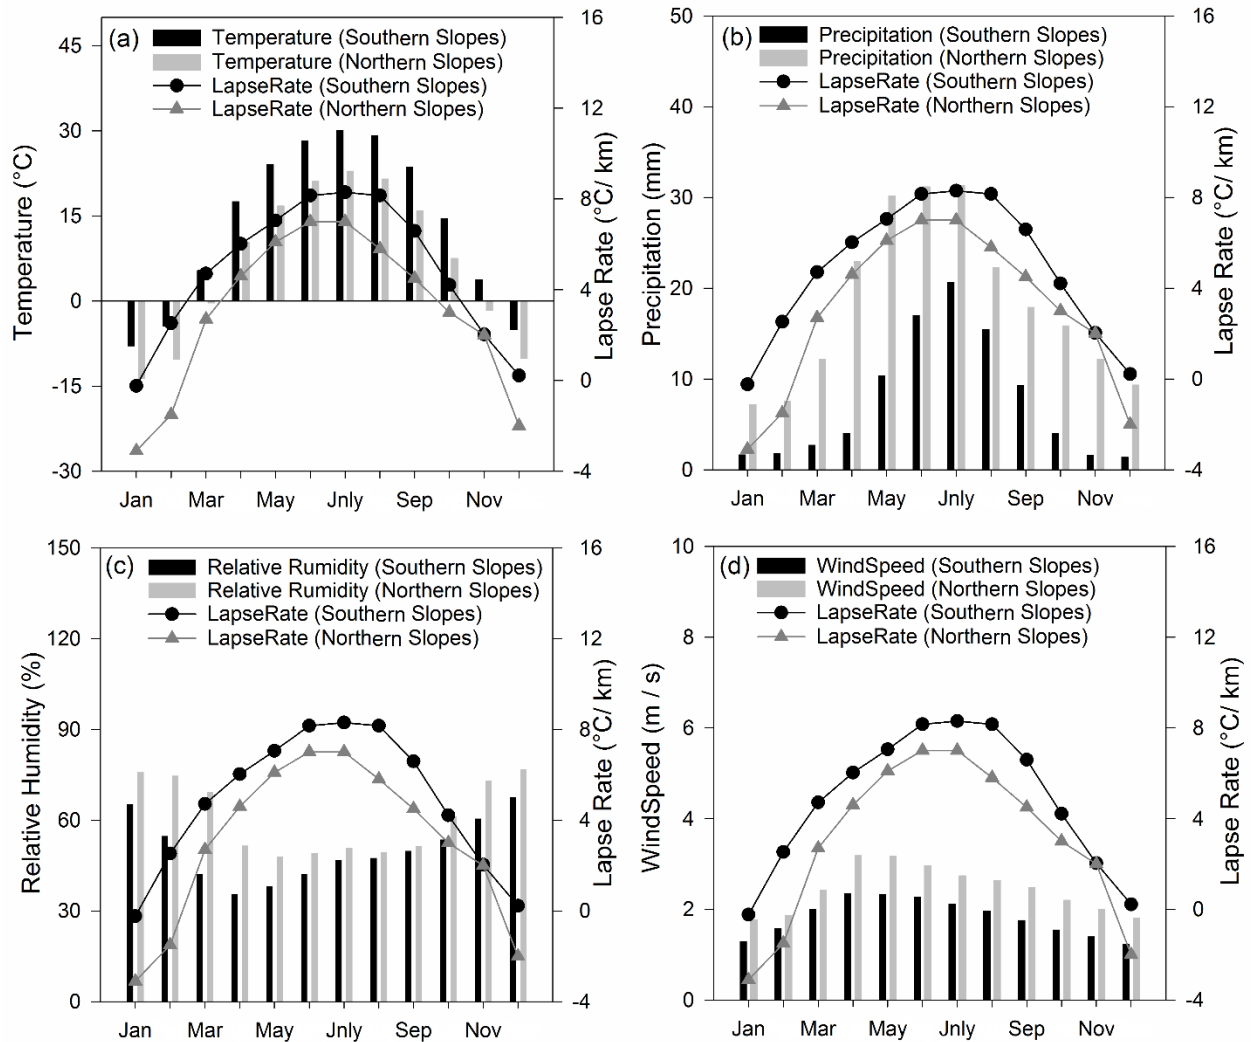 (a)
Temperature (Southern Slopes)
Temperature (Northern Slopes)
LapseRate (Southern Slopes)
LapseRate (Northern Slopes)
Temperature (°C)
45
30
15
0
-15
-30
Lapse Rate (°C/ km)
16
12
8
4
0
-4
Jan Mar May Jnly Sep Nov
(b)
Precipitation (Southern Slopes)
Precipitation (Northern Slopes)
LapseRate (Southern Slopes)
LapseRate (Northern Slopes)
Precipitation (mm)
50
40
30
20
10
0
Lapse Rate (°C/ km)
16
12
8
4
0
-4
Jan Mar May Jnly Sep Nov
(c)
Relative Rumidity (Southern Slopes)
Relative Rumidity (Northern Slopes)
LapseRate (Southern Slopes)
LapseRate (Northern Slopes)
Relative Humidity (%)
150
120
90
60
30
0
Lapse Rate (°C/ km)
16
12
8
4
0
-4
Jan Mar May Jnly Sep Nov
(d)
WindSpeed (Southern Slopes)
WindSpeed (Northern Slopes)
LapseRate (Southern Slopes)
LapseRate (Northern Slopes)
WindSpeed (m / s)
10
8
6
4
2
0
Lapse Rate (°C/ km)
16
12
8
4
0
-4
Jan Mar May Jnly Sep Nov